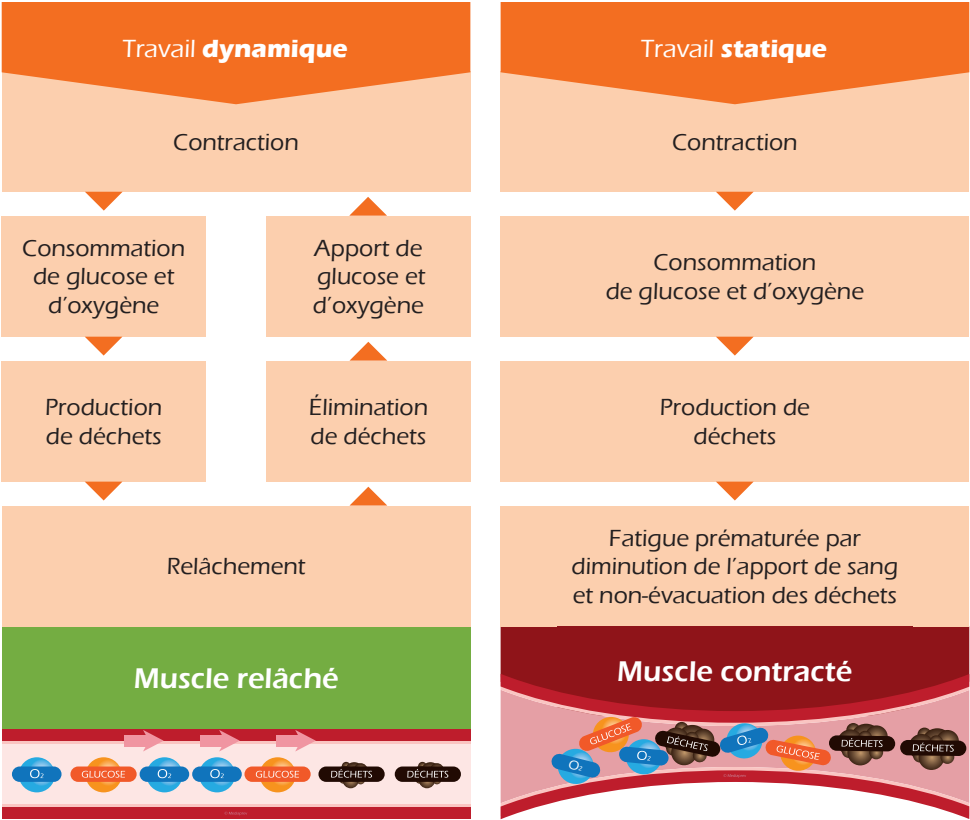 Travail dynamique
Contraction
Consommation
de glucose et
d'oxygène
Production
de déchets
Relâchement
Élimination
de déchets
Apport de
glucose et
d'oxygène
Muscle relâché
O₂
GLUCOSE
O₂
O₂
GLUCOSE
DÉCHETS
DÉCHETS
Travail statique
Contraction
Consommation
de glucose et d'oxygène
Production de
déchets
Fatigue prématurée par
diminution de l'apport de sang
et non-évacuation des déchets
Muscle contracté
O₂
GLUCOSE
O₂
DÉCHETS
O₂
GLUCOSE
DÉCHETS
DÉCHETS